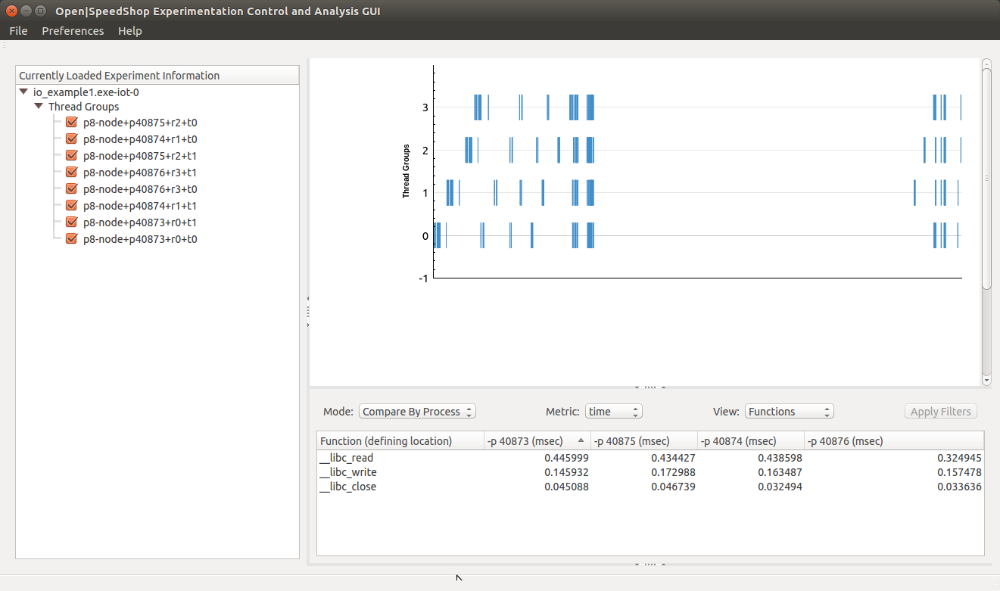 Open|SpeedShop Experimentation Control and Analysis GUI
File Preferences Help
Currently Loaded Experiment Information
io_example1.exe-iot-0
Thread Groups
p8-node+p40875+r2+t0
p8-node+p40874+r1+t0
p8-node+p40875+r2+t1
p8-node+p40876+r3+t1
p8-node+p40876+r3+t0
p8-node+p40874+r1+t1
p8-node+p40873+r0+t1
p8-node+p40873+r0+t0
Thread Groups
3
2
1
0
-1
Mode: Compare By Process Metric: time View: Functions Apply Filters
Function (defining location) -p 40873 (msec) -p 40875 (msec) -p 40874 (msec) -p 40876 (msec)
__libc_read 0.445999 0.434427 0.438598 0.324945
__libc_write 0.145932 0.172988 0.163487 0.157478
__libc_close 0.045088 0.046739 0.032494 0.033636